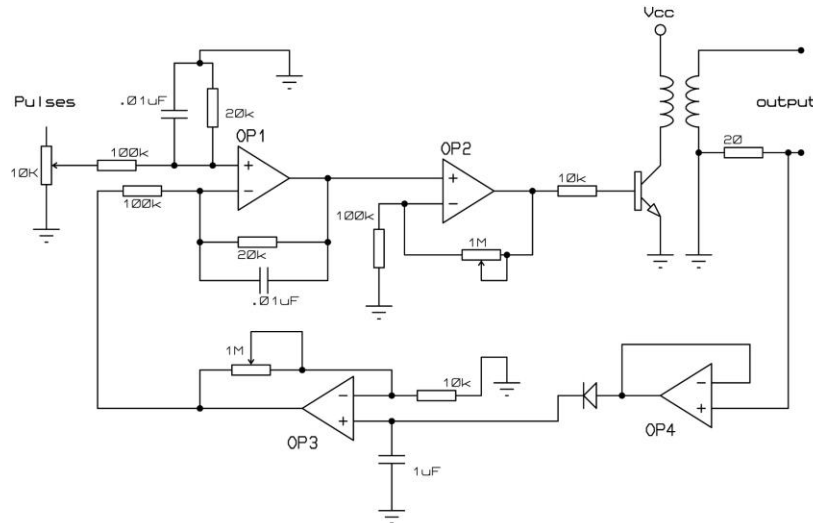 Vcc
Pulses
.01uF
20k
OP1
output
100k
OP2
20
10K
10k
100k
100k
1M
20k
.01uF
1M
10k
OP3
OP4
1uF
+
-
+
-
-
+
-
+